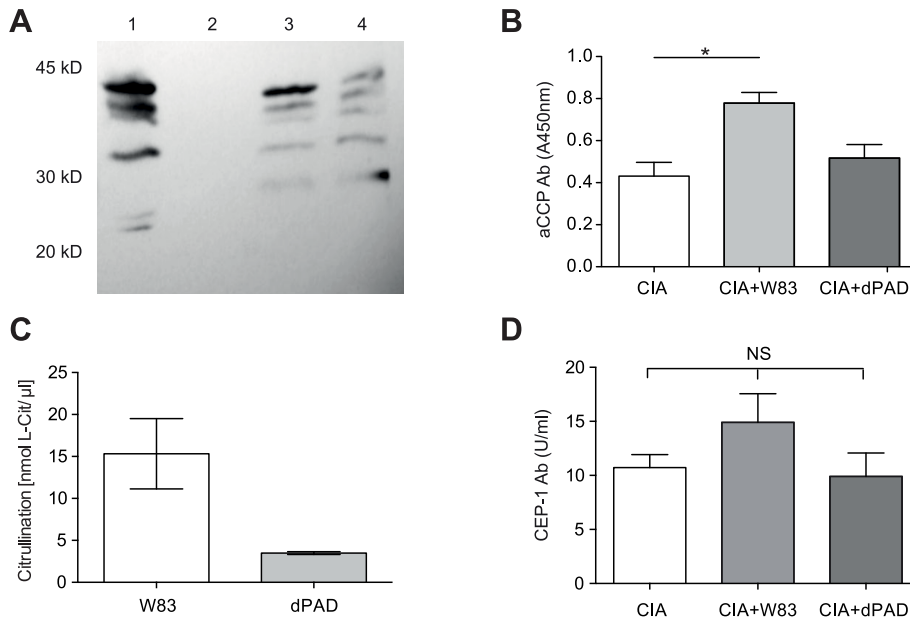 A
1 2 3 4
45 kD
30 kD
20 kD
B
aCCP Ab (A450nm)
1.0
0.8
0.6
0.4
0.2
0.0
*
CIA CIA+W83 CIA+dPAD
C
Citrullination [nmol L-Cit/ µl]
25
20
15
10
5
0
W83 dPAD
D
CEP-1 Ab (U/ml)
20
15
10
5
0
NS
CIA CIA+W83 CIA+dPAD